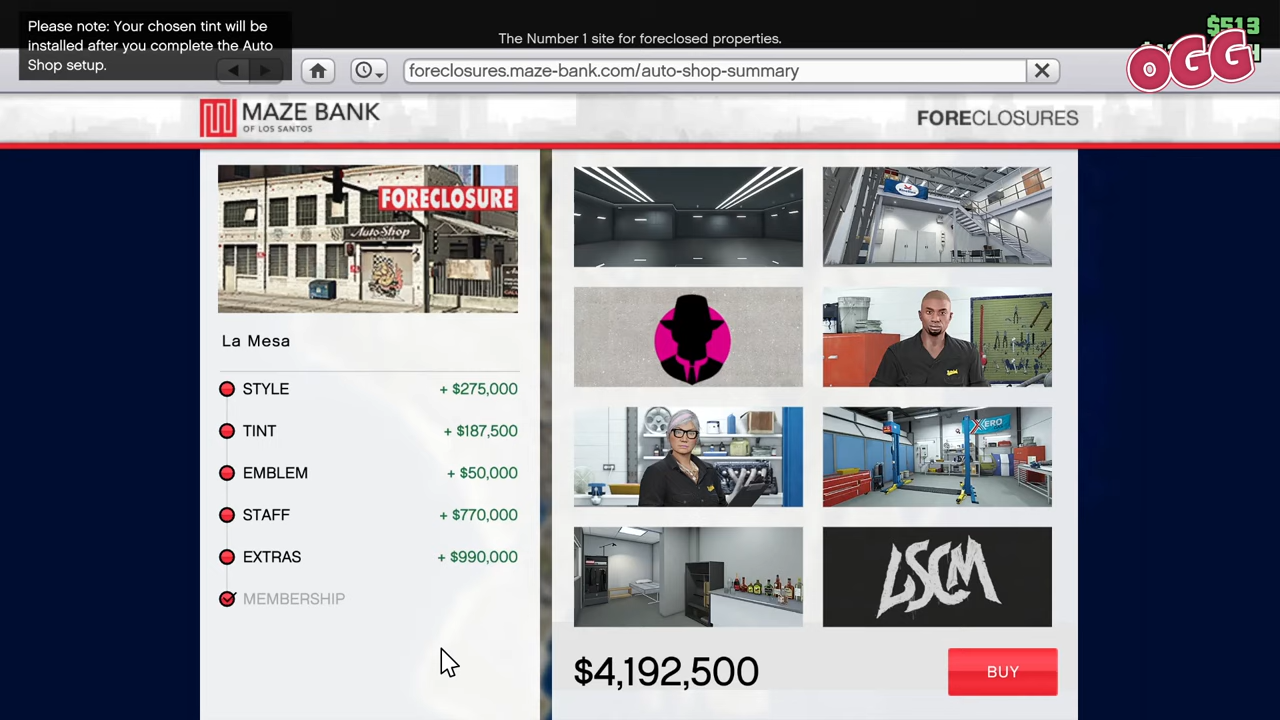 Please note: Your chosen tint will be
installed after you complete the Auto
Shop setup.
The Number 1 site for foreclosed properties.
$513
OGG
foreclosures.maze-bank.com/auto-shop-summary
MAZE BANK
OF LOS SANTOS
FORECLOSURES
FORECLOSURE
Auto Shop
La Mesa
STYLE + $275,000
TINT + $187,500
EMBLEM + $50,000
STAFF + $770,000
EXTRAS + $990,000
MEMBERSHIP
XERO
LSCM
$4,192,500
BUY